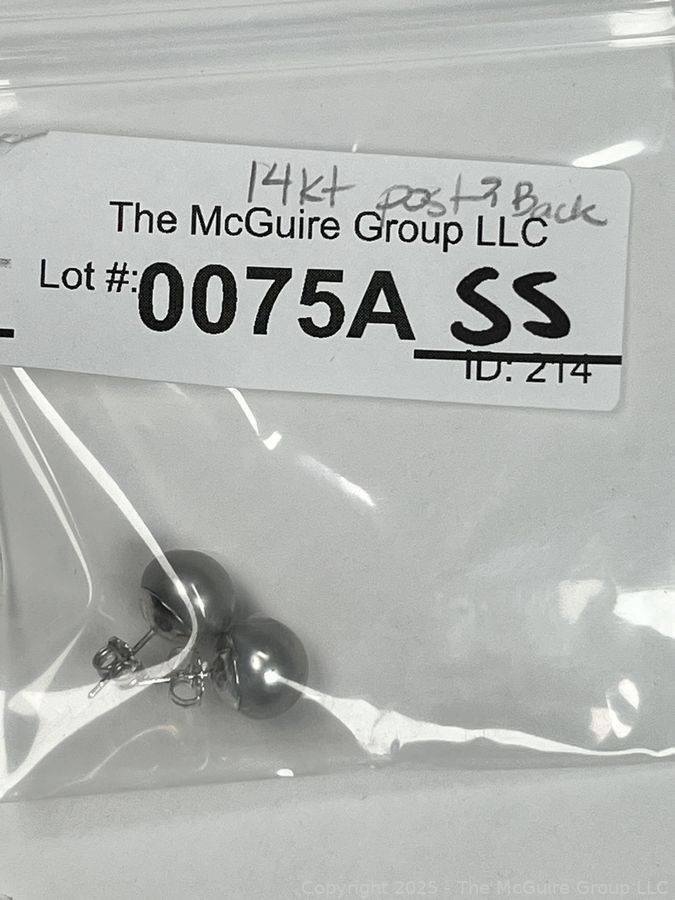 14kt post & Back
The McGuire Group LLC
Lot #:0075A SS
ID: 214
Copyright 2025 - The McGuire Group LLC